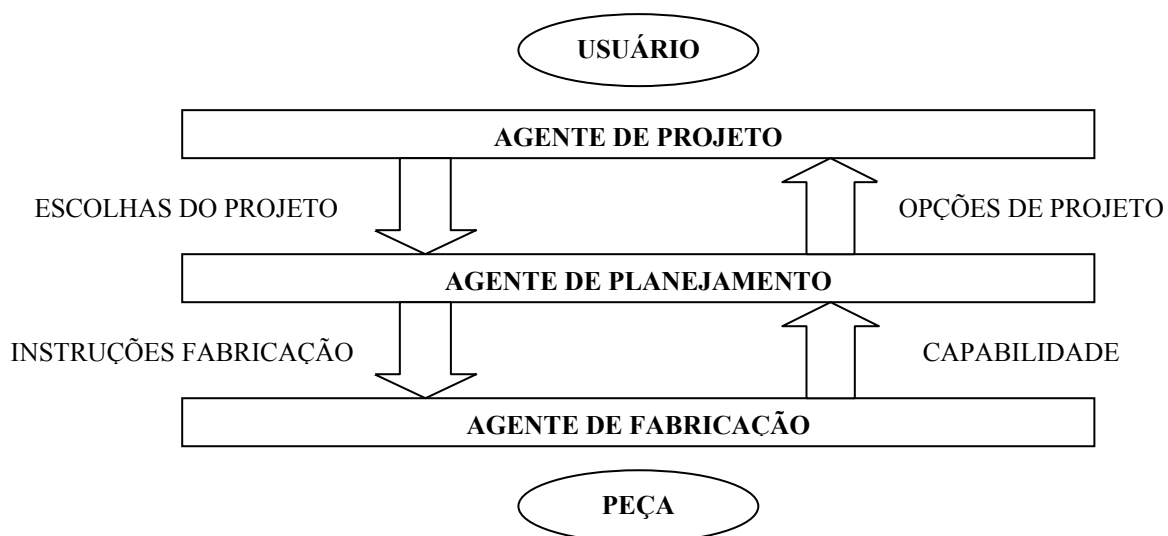 USUÁRIO
AGENTE DE PROJETO
ESCOLHAS DO PROJETO
OPÇÕES DE PROJETO
AGENTE DE PLANEJAMENTO
INSTRUÇÕES FABRICAÇÃO
CAPABILIDADE
AGENTE DE FABRICAÇÃO
PEÇA